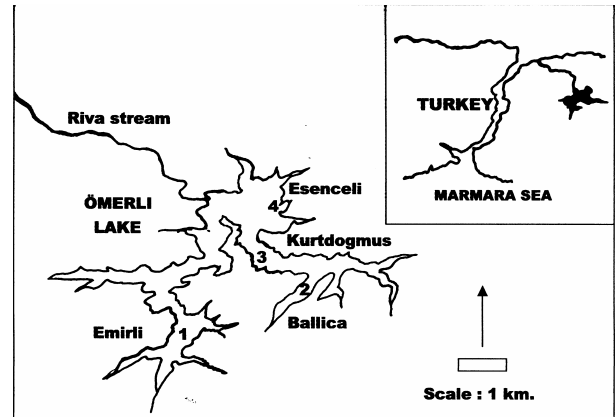 Riva stream
TURKEY
MARMARA SEA
Esenceli
4
ÖMERLI
LAKE
Kurtdogmus
3
2
Ballica
Emirli
1
Scale : 1 km.